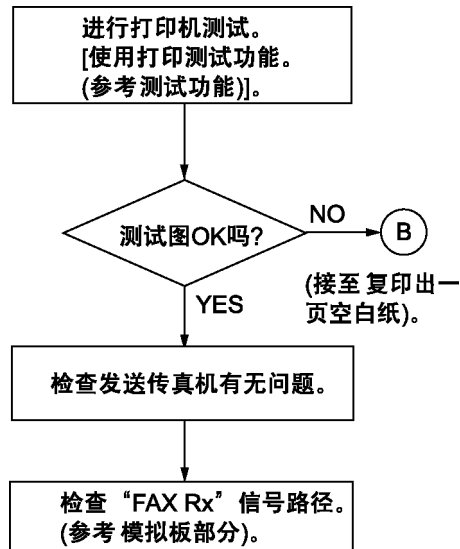 进行打印机测试。
[使用打印测试功能。
(参考测试功能)]。
测试图OK吗?
NO
B
(接至 复印出一
页空白纸)。
YES
检查发送传真机有无问题。
检查“FAX Rx”信号路径。
(参考 模拟板部分)。